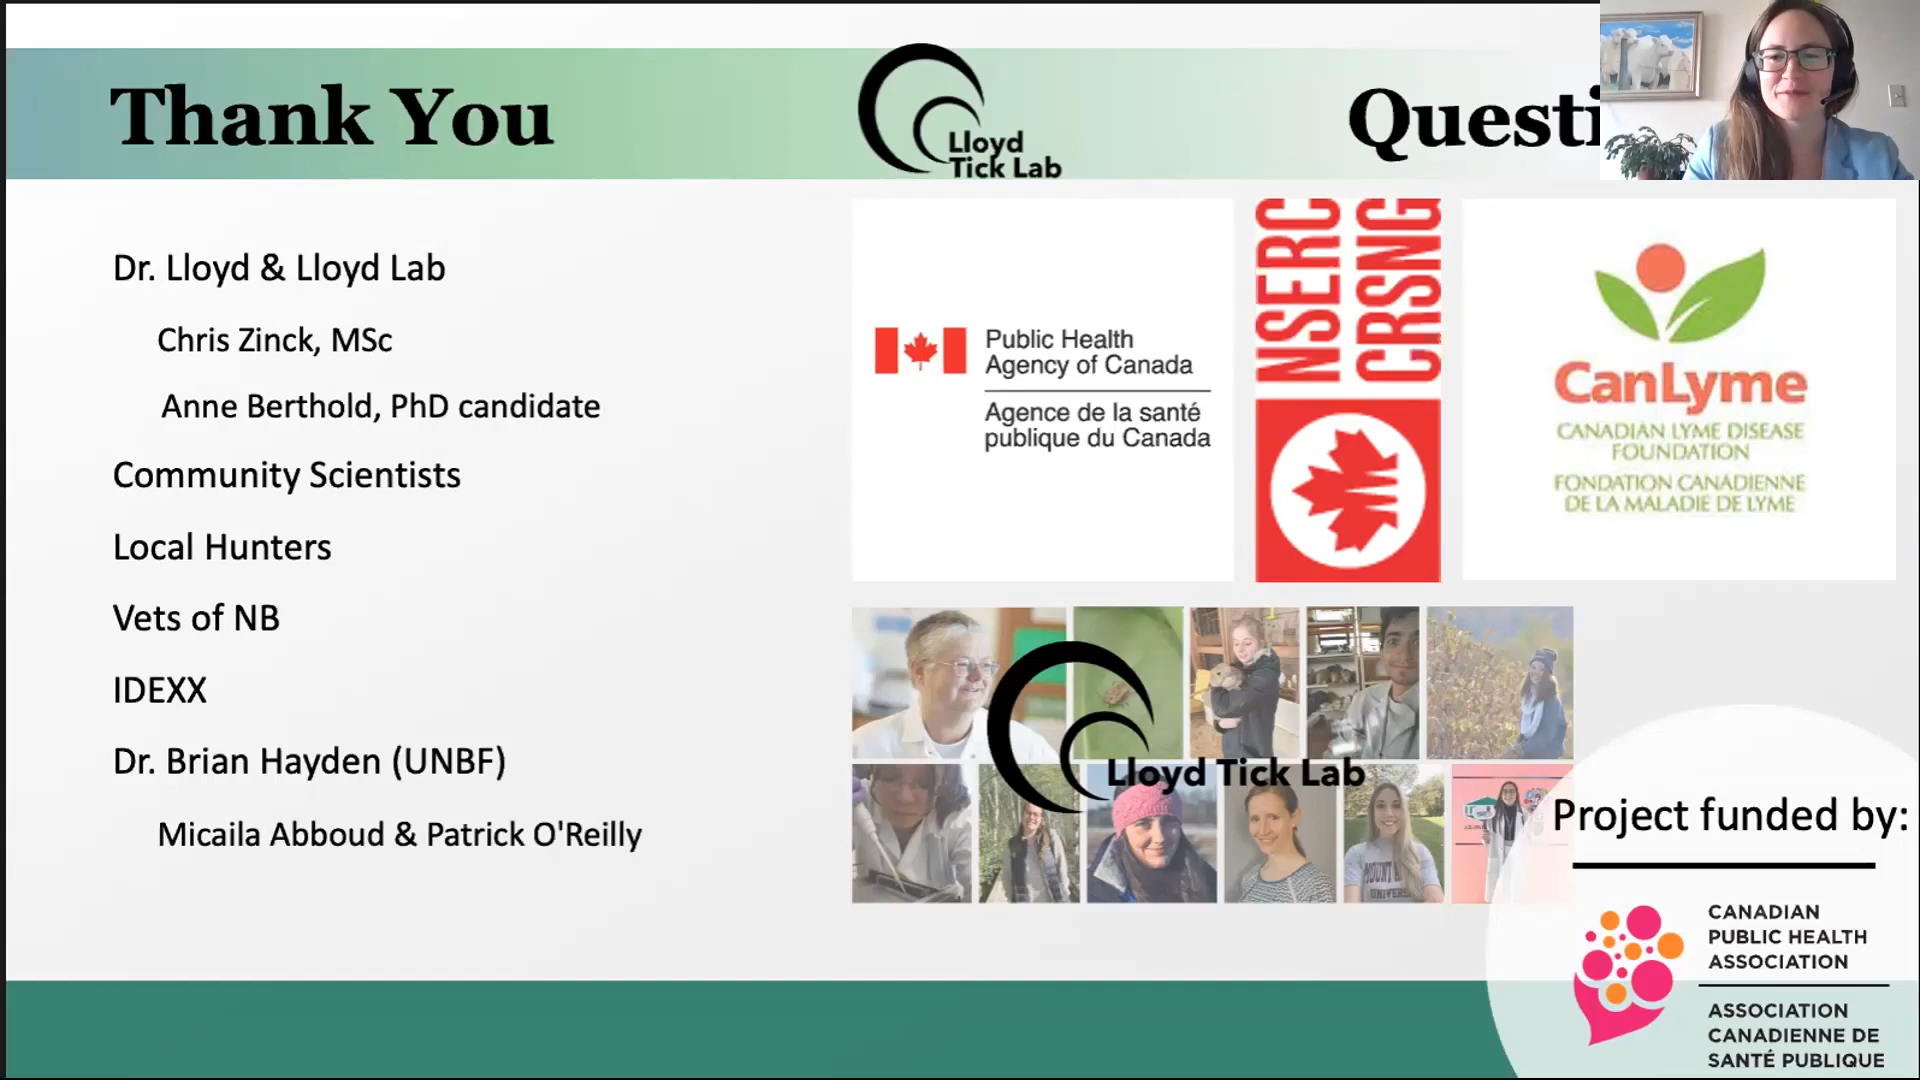 Thank You
Lloyd
Tick Lab
Questi
Dr. Lloyd & Lloyd Lab
Chris Zinck, MSc
Anne Berthold, PhD candidate
Community Scientists
Local Hunters
Vets of NB
IDEXX
Dr. Brian Hayden (UNBF)
Micaila Abboud & Patrick O'Reilly
Public Health
Agency of Canada
Agence de la santé
publique du Canada
NSERC
CRSNG
CanLyme
CANADIAN LYME DISEASE
FOUNDATION
FONDATION CANADIENNE
DE LA MALADIE DE LYME
Lloyd Tick Lab
Project funded by:
CANADIAN
PUBLIC HEALTH
ASSOCIATION
ASSOCIATION
CANADIENNE DE
SANTÉ PUBLIQUE